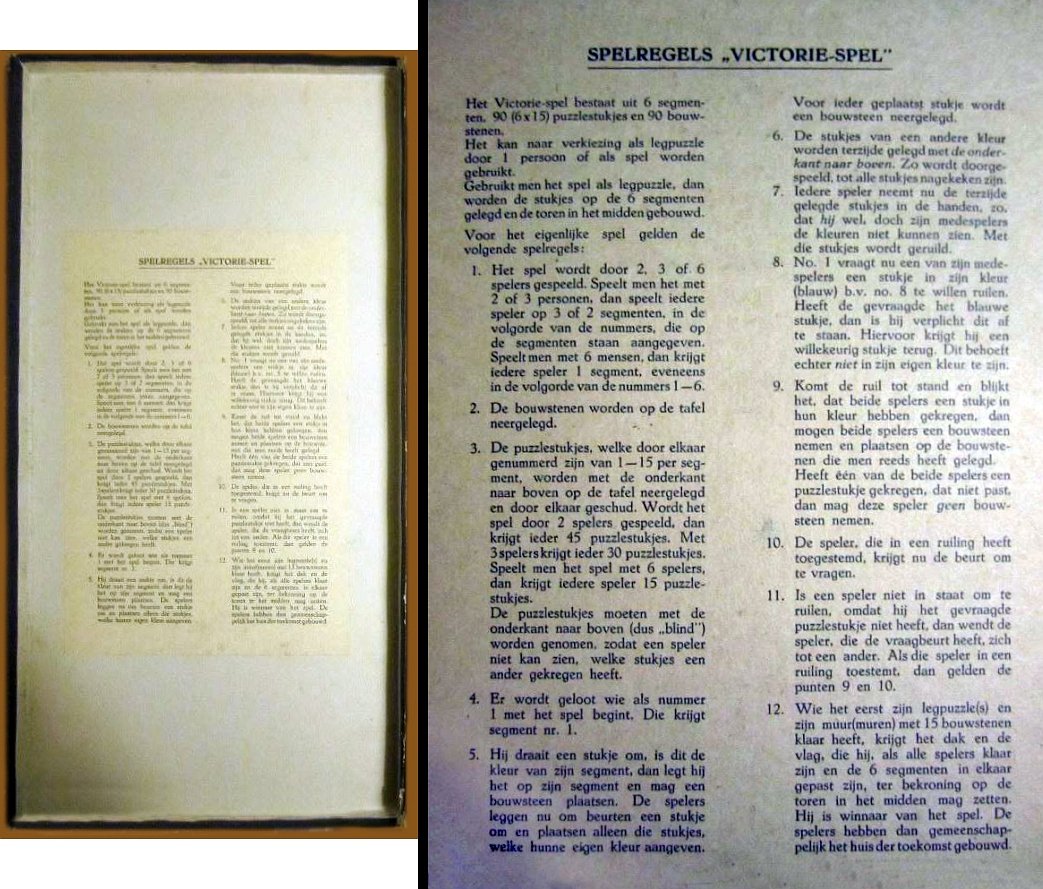 SPELREGELS „VICTORIE-SPEL"
Het Victorie-spel bestaat uit 6 segmen-
ten, 90 (6 x 15) puzzlestukjes en 90 bouw-
stenen.
Het kan naar verkiezing als legpuzzle
door 1 persoon of als spel worden
gebruikt.
Gebruikt men het spel als legpuzzle, dan
worden de stukjes op de 6 segmenten
gelegd en de toren in het midden gebouwd.
Voor het eigenlijke spel gelden de
volgende spelregels:
1. Het spel wordt door 2, 3 of 6
spelers gespeeld. Speelt men het met
2 of 3 personen, dan speelt iedere
speler op 3 of 2 segmenten, in de
volgorde van de nummers, die op
de segmenten staan aangegeven.
Speelt men met 6 mensen, dan krijgt
iedere speler 1 segment, eveneens
in de volgorde van de nummers 1—6.
2. De bouwstenen worden op de tafel
neergelegd.
3. De puzzlestukjes, welke door elkaar
genummerd zijn van 1—15 per seg-
ment, worden met de onderkant
naar boven op de tafel neergelegd
en door elkaar geschud. Wordt het
spel door 2 spelers gespeeld, dan
krijgt ieder 45 puzzlestukjes. Met
3 spelers krijgt ieder 30 puzzlestukjes.
Speelt men het spel met 6 spelers,
dan krijgt iedere speler 15 puzzle-
stukjes.
De puzzlestukjes moeten met de
onderkant naar boven (dus „blind")
worden genomen, zodat een speler
niet kan zien, welke stukjes een
ander gekregen heeft.
4. Er wordt geloot wie als nummer
1 met het spel begint. Die krijgt
segment nr. 1.
5. Hij draait een stukje om, is dit de
kleur van zijn segment, dan legt hij
het op zijn segment en mag een
bouwsteen plaatsen. De spelers
leggen nu om beurten een stukje
om en plaatsen alleen die stukjes,
welke hunne eigen kleur aangeven.
Voor ieder geplaatst stukje wordt
een bouwsteen neergelegd.
6. De stukjes van een andere kleur
worden terzijde gelegd met de onder-
kant naar boven. Zo wordt doorge-
speeld, tot alle stukjes nagekeken zijn.
7. Iedere speler neemt nu de terzijde
gelegde stukjes in de handen, zo,
dat hij wel, doch zijn medespelers
de kleuren niet kunnen zien. Met
die stukjes wordt geruild.
8. No. 1 vraagt nu een van zijn mede-
spelers een stukje in zijn kleur
(blauw) b.v. no. 8 te willen ruilen.
Heeft de gevraagde het blauwe
stukje, dan is hij verplicht dit af
te staan. Hiervoor krijgt hij een
willekeurig stukje terug. Dit behoeft
echter niet in zijn eigen kleur te zijn.
9. Komt de ruil tot stand en blijkt
het, dat beide spelers een stukje in
hun kleur hebben gekregen, dan
mogen beide spelers een bouwsteen
nemen en plaatsen op de bouwste-
nen die men reeds heeft gelegd.
Heeft één van de beide spelers een
puzzlestukje gekregen, dat niet past,
dan mag deze speler geen bouw-
steen nemen.
10. De speler, die in een ruiling heeft
toegestemd, krijgt nu de beurt om
te vragen.
11. Is een speler niet in staat om te
ruilen, omdat hij het gevraagde
puzzlestukje niet heeft, dan wendt de
speler, die de vraagbeurt heeft, zich
tot een ander. Als die speler in een
ruiling toestemt, dan gelden de
punten 9 en 10.
12. Wie het eerst zijn legpuzzle(s) en
zijn muur(muren) met 15 bouwstenen
klaar heeft, krijgt het dak en de
vlag, die hij, als alle spelers klaar
zijn en de 6 segmenten in elkaar
gepast zijn, ter bekroning op de
toren in het midden mag zetten.
Hij is winnaar van het spel. De
spelers hebben dan gemeenschap-
pelijk het huis der toekomst gebouwd.